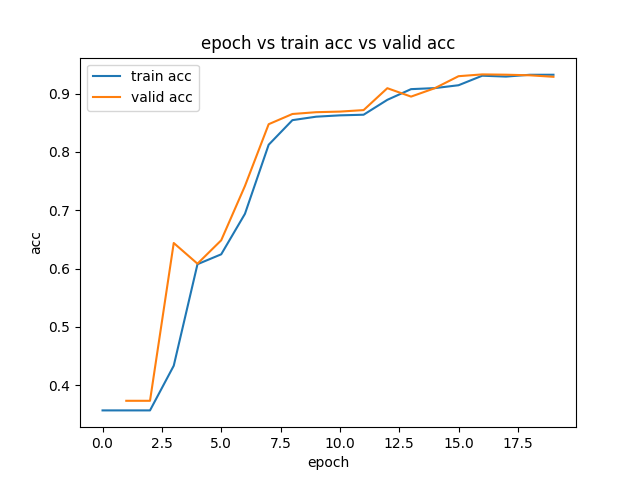 epoch vs train acc vs valid acc
train acc
valid acc
acc
0.9
0.8
0.7
0.6
0.5
0.4
0.0 2.5 5.0 7.5 10.0 12.5 15.0 17.5
epoch